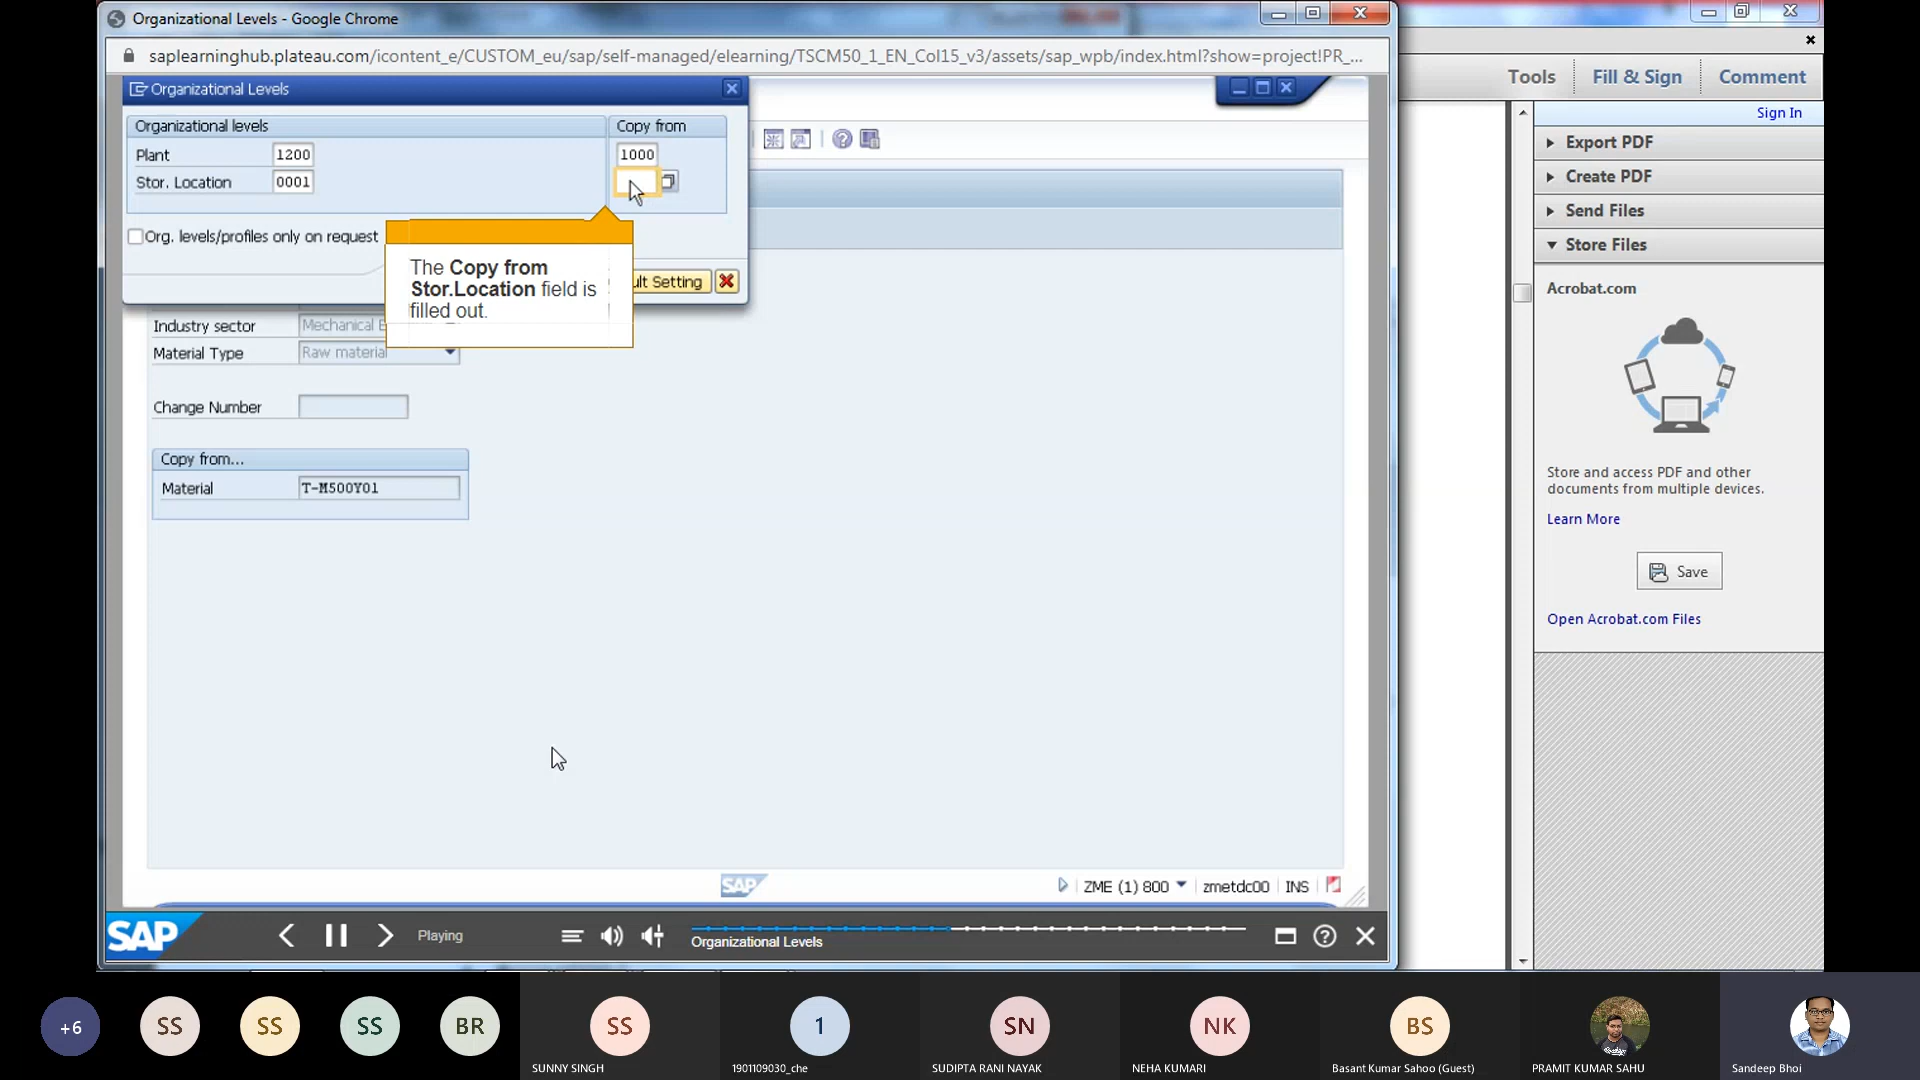 Organizational Levels - Google Chrome
saplearninghub.plateau.com/icontent_e/CUSTOM_eu/sap/self-managed/elearning/TSCM50_1_EN_Col15_v3/assets/sap_wpb/index.html?show=project!PR_...
Tools
Fill & Sign
Comment
Sign In
Organizational Levels
Organizational levels
Copy from
Plant
1200
1000
Stor. Location
0001
Org. levels/profiles only on request
The Copy from
Stor.Location field is
filled out.
ult Setting
Industry sector
Mechanical E
Material Type
Raw material
Change Number
Copy from...
Material
T-M500Y01
Export PDF
Create PDF
Send Files
Store Files
Acrobat.com
Store and access PDF and other
documents from multiple devices.
Learn More
Save
Open Acrobat.com Files
SAP
ZME (1) 800
zmetdc00
INS
SAP
Playing
Organizational Levels
+6
SS
SS
SS
BR
SS
SUNNY SINGH
1
1901109030_che
SN
SUDIPTA RANI NAYAK
NK
NEHA KUMARI
BS
Basant Kumar Sahoo (Guest)
PRAMIT KUMAR SAHU
Sandeep Bhoi